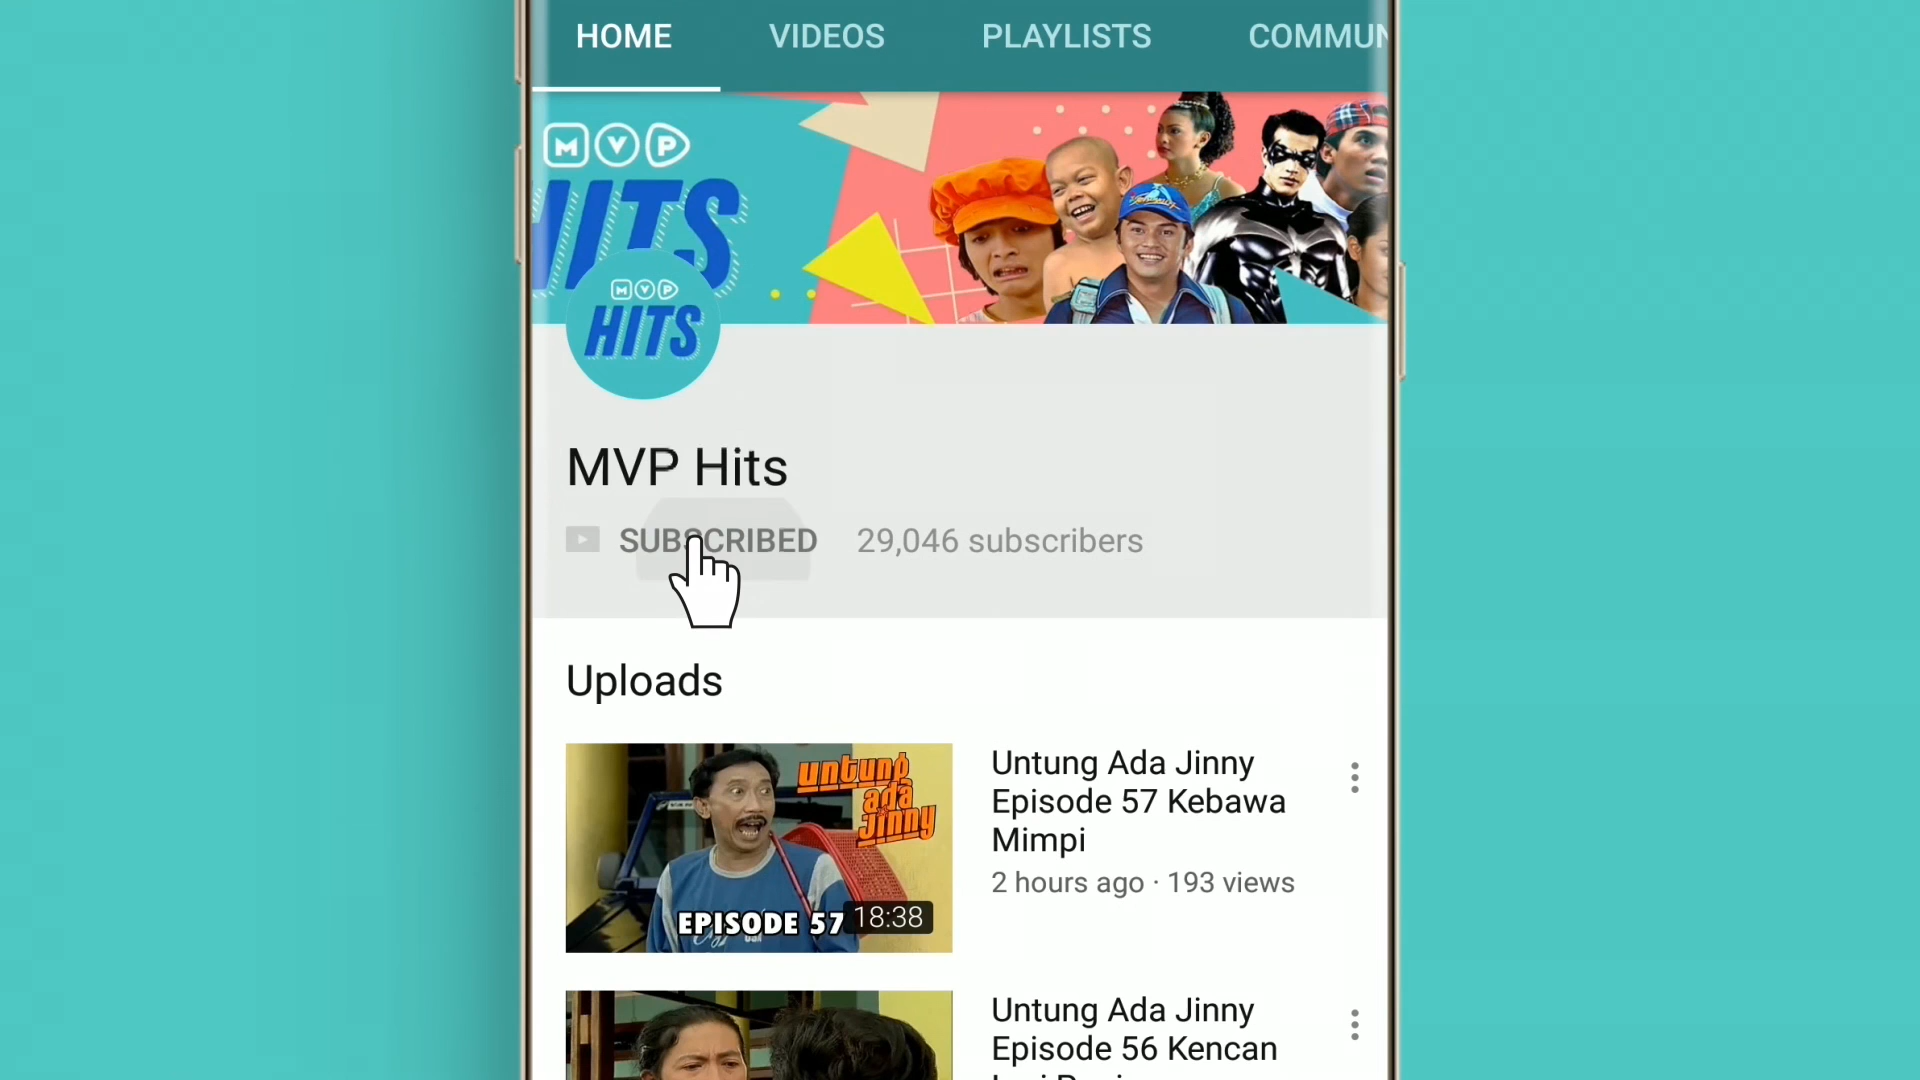 HOME VIDEOS PLAYLISTS COMMUN
MVP
HITS
MVP
HITS
MVP Hits
SUBSCRIBED 29,046 subscribers
Uploads
untung
ada
jinny
EPISODE 57 18:38
Untung Ada Jinny
Episode 57 Kebawa
Mimpi
2 hours ago · 193 views
Untung Ada Jinny
Episode 56 Kencan